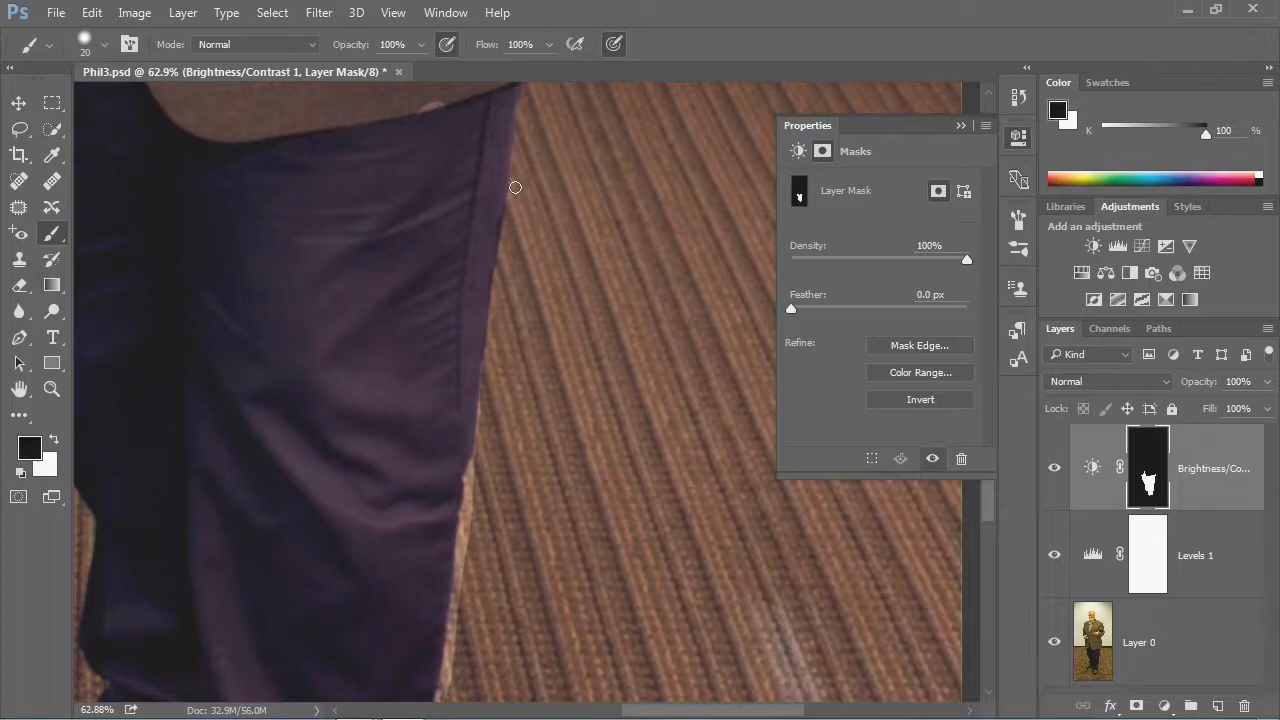 Ps File Edit Image Layer Type Select Filter 3D View Window Help
20 Mode: Normal Opacity: 100% Flow: 100%
Phil3.psd @ 62.9% (Brightness/Contrast 1, Layer Mask/8) * ×
Properties
Masks
Layer Mask
Density: 100%
Feather: 0.0 px
Refine: Mask Edge...
Color Range...
Invert
Color Swatches
K 100 %
Libraries Adjustments Styles
Add an adjustment
Layers Channels Paths
Kind
Normal Opacity: 100%
Lock: Fill: 100%
Brightness/Co...
Levels 1
Layer 0
62.88% Doc: 32.9M/56.0M